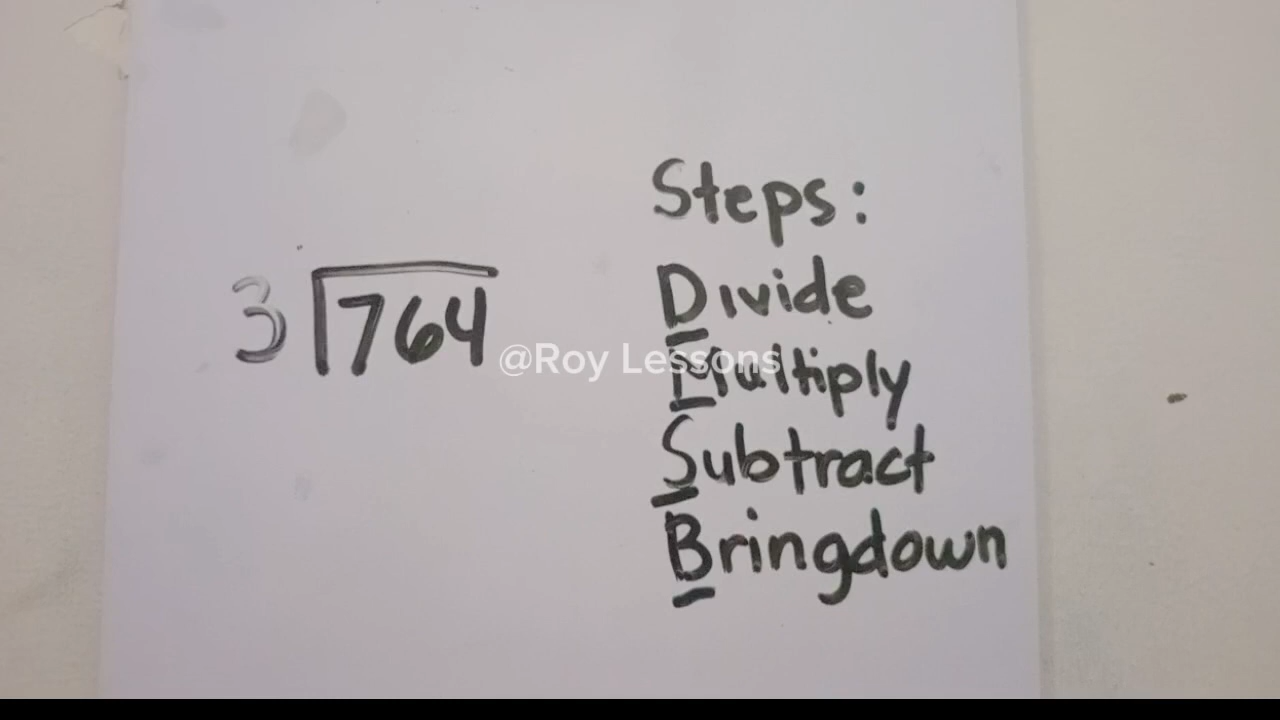 3 764
Steps:
Divide
@Roy Lessons
Multiply
Subtract
Bringdown